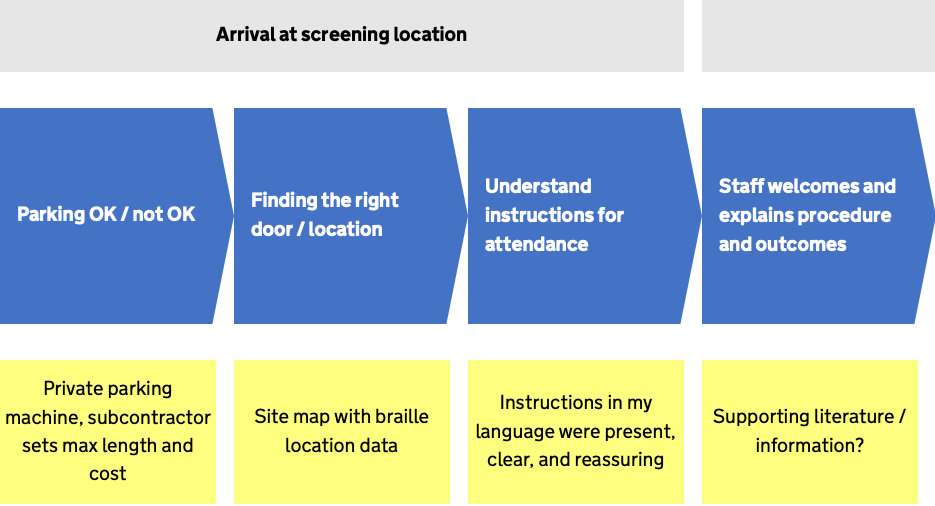 Arrival at screening location
Parking OK / not OK
Finding the right
door / location
Understand
instructions for
attendance
Staff welcomes and
explains procedure
and outcomes
Private parking
machine, subcontractor
sets max length and
cost
Site map with braille
location data
Instructions in my
language were present,
clear, and reassuring
Supporting literature /
information?